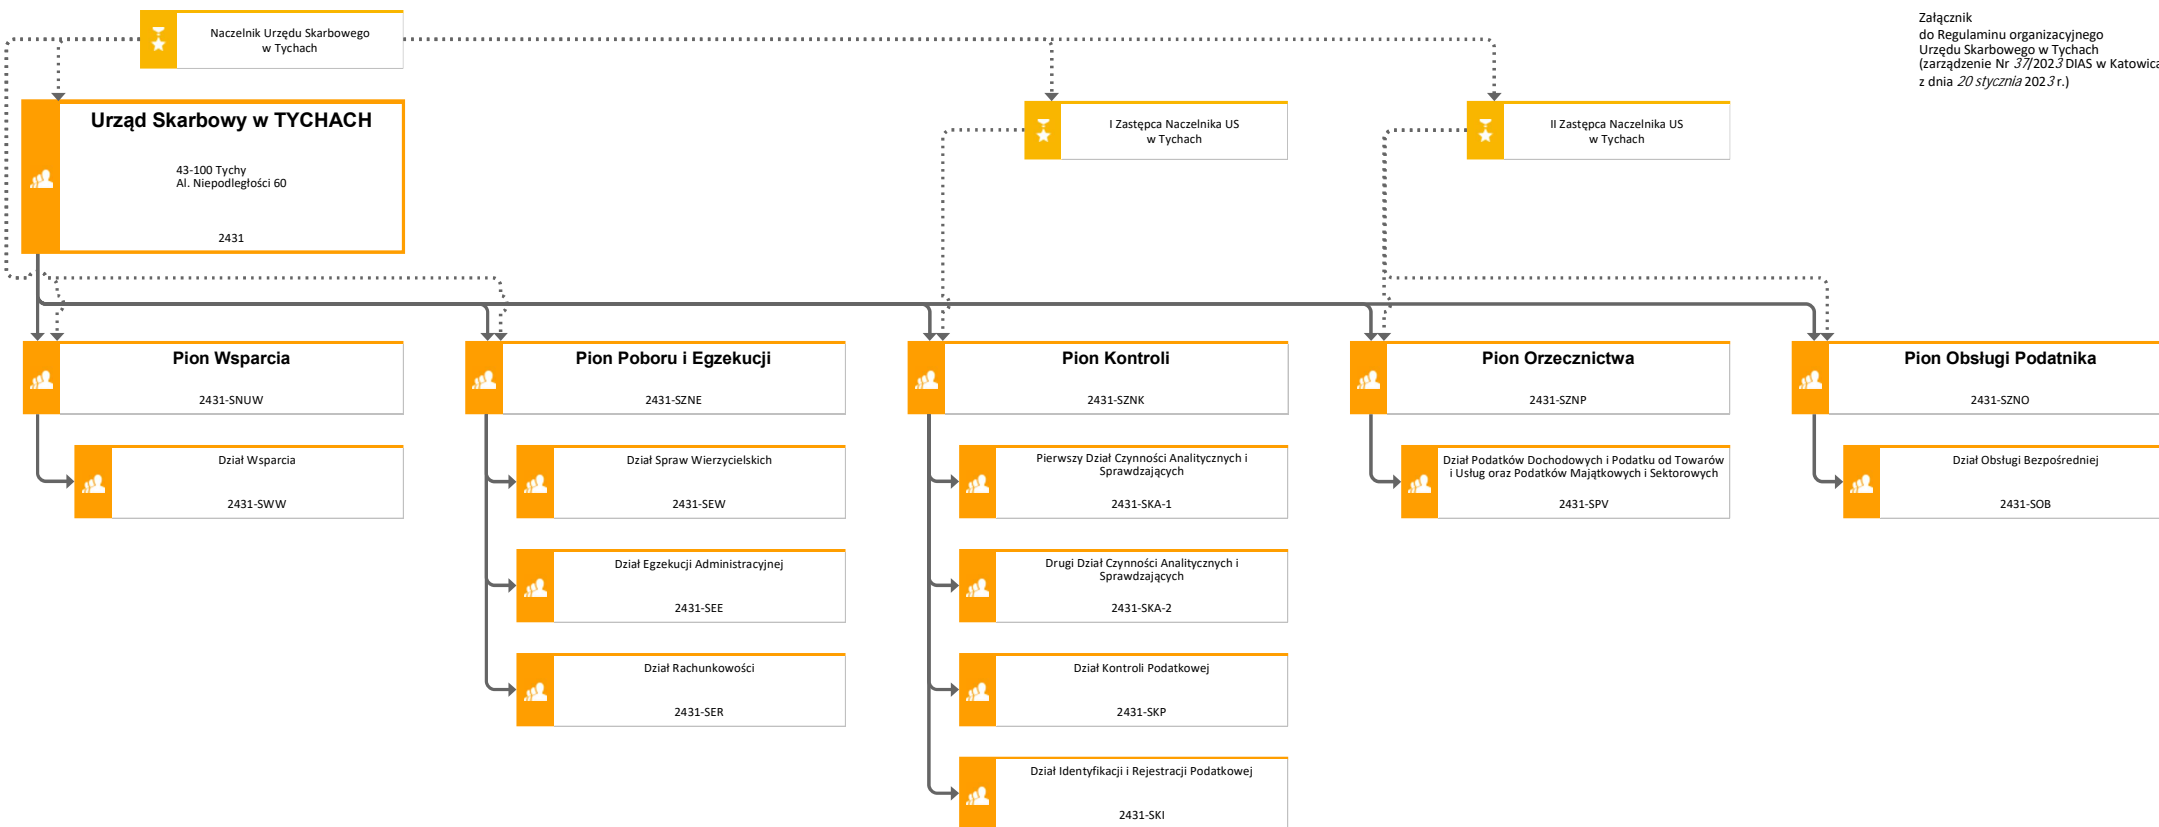 Załącznik
do Regulaminu organizacyjnego
Urzędu Skarbowego w Tychach
(zarządzenie Nr 37/2023 DIAS w Katowica
z dnia 20 stycznia 2023 r.)
Naczelnik Urzędu Skarbowego
w Tychach
Urząd Skarbowy w TYCHACH
43-100 Tychy
Al. Niepodległości 60
2431
I Zastępca Naczelnika US
w Tychach
II Zastępca Naczelnika US
w Tychach
Pion Wsparcia
2431-SNUW
Dział Wsparcia
2431-SWW
Pion Poboru i Egzekucji
2431-SZNE
Dział Spraw Wierzycielskich
2431-SEW
Dział Egzekucji Administracyjnej
2431-SEE
Dział Rachunkowości
2431-SER
Pion Kontroli
2431-SZNK
Pierwszy Dział Czynności Analitycznych i
Sprawdzających
2431-SKA-1
Drugi Dział Czynności Analitycznych i
Sprawdzających
2431-SKA-2
Dział Kontroli Podatkowej
2431-SKP
Dział Identyfikacji i Rejestracji Podatkowej
2431-SKI
Pion Orzecznictwa
2431-SZNP
Dział Podatków Dochodowych i Podatku od Towarów
i Usług oraz Podatków Majątkowych i Sektorowych
2431-SPV
Pion Obsługi Podatnika
2431-SZNO
Dział Obsługi Bezpośredniej
2431-SOB